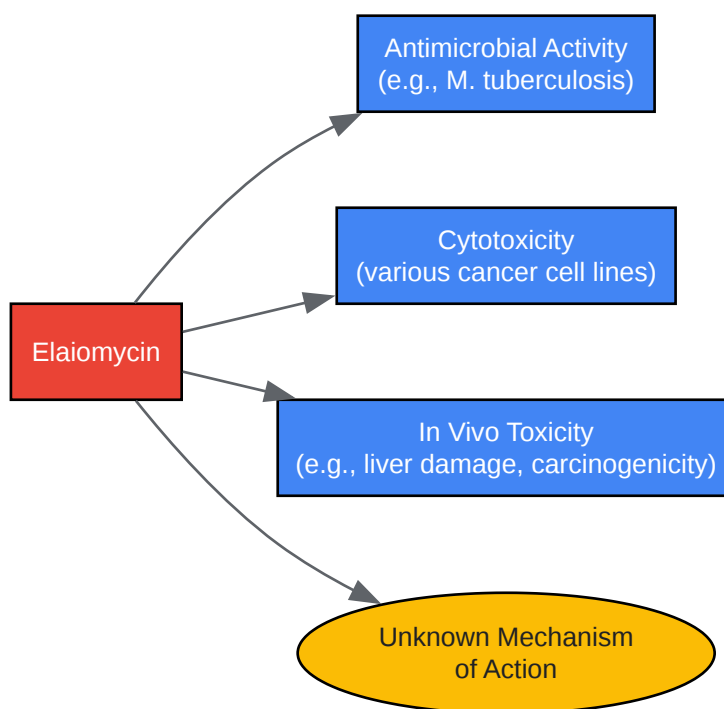 Antimicrobial Activity
(e.g., M. tuberculosis)
Cytotoxicity
(various cancer cell lines)
Elaiomycin
In Vivo Toxicity
(e.g., liver damage, carcinogenicity)
Unknown Mechanism
of Action